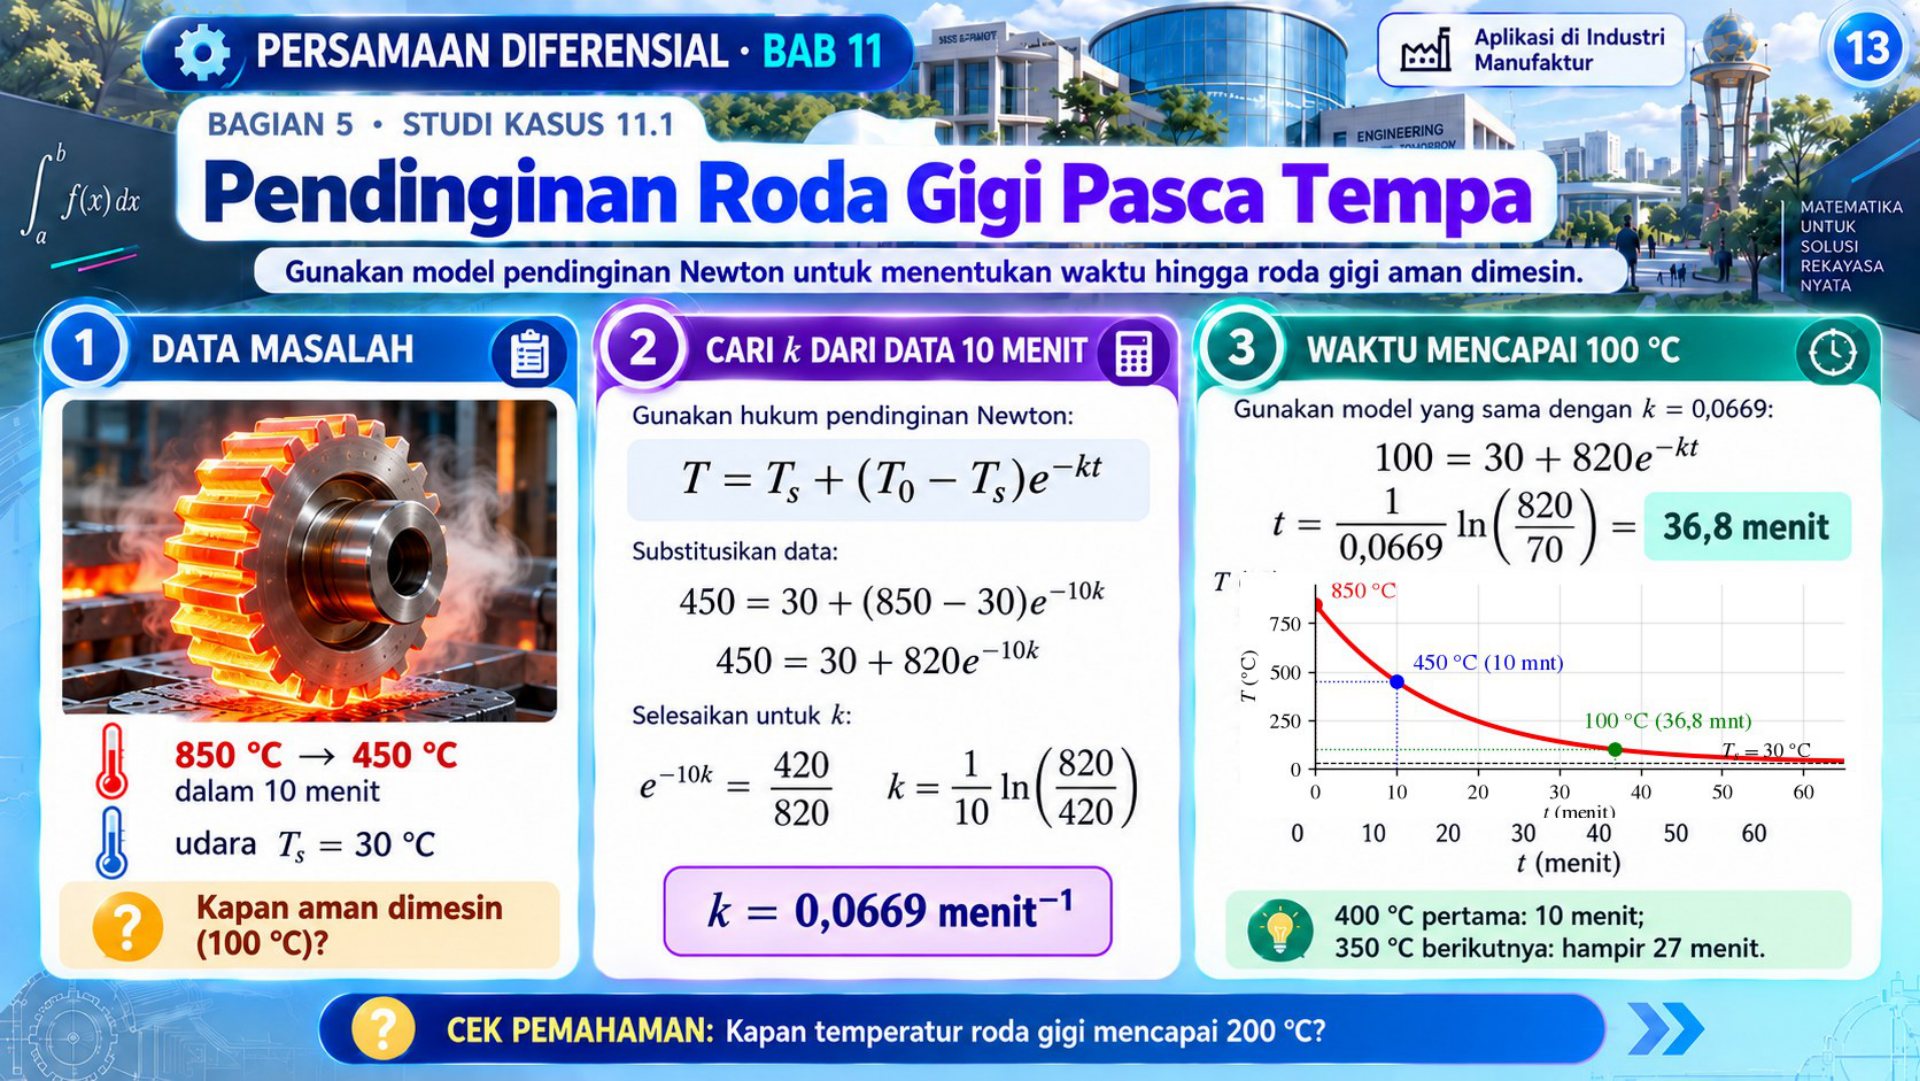 PERSAMAAN DIFERENSIAL · BAB 11
Aplikasi di Industri
Manufaktur
13
BAGIAN 5 • STUDI KASUS 11.1
ENGINEERING
Pendinginan Roda Gigi Pasca Tempa
∫_a^b f(x) dx
MATEMATIKA
UNTUK
SOLUSI
REKAYASA
NYATA
Gunakan model pendinginan Newton untuk menentukan waktu hingga roda gigi aman dimesin.
1 DATA MASALAH
850 °C → 450 °C
dalam 10 menit
udara T_s = 30 °C
?
Kapan aman dimesin
(100 °C)?
2 CARI k DARI DATA 10 MENIT
Gunakan hukum pendinginan Newton:
T = T_s + (T_0 − T_s)e^{−kt}
Substitusikan data:
450 = 30 + (850 − 30)e^{−10k}
450 = 30 + 820e^{−10k}
Selesaikan untuk k:
e^{−10k} = 420/820 k = 1/10 ln(820/420)
k = 0,0669 menit⁻¹
3 WAKTU MENCAPAI 100 °C
Gunakan model yang sama dengan k = 0,0669:
100 = 30 + 820e^{−kt}
t = 1/0,0669 ln(820/70) = 36,8 menit
T
850 °C
750
450 °C (10 mnt)
500
T (°C)
250
100 °C (36,8 mnt)
T_s = 30 °C
0
0 10 20 30 40 50 60
t (menit)
0 10 20 30 40 50 60
t (menit)
400 °C pertama: 10 menit;
350 °C berikutnya: hampir 27 menit.
?
CEK PEMAHAMAN: Kapan temperatur roda gigi mencapai 200 °C?